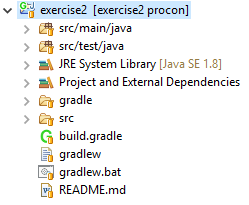 exercise2 [exercise2 procon]
src/main/java
src/test/java
JRE System Library [Java SE 1.8]
Project and External Dependencies
gradle
src
build.gradle
gradlew
gradlew.bat
README.md